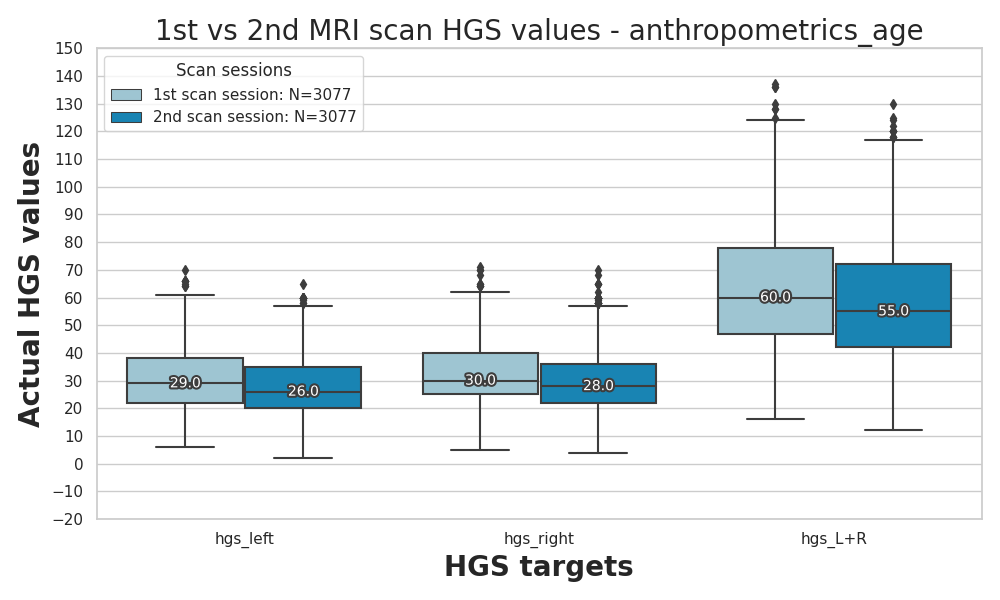 1st vs 2nd MRI scan HGS values - anthropometrics_age
Actual HGS values
150
140
130
120
110
100
90
80
70
60
50
40
30
20
10
0
−10
−20
Scan sessions
1st scan session: N=3077
2nd scan session: N=3077
29.0
26.0
30.0
28.0
60.0
55.0
hgs_left
hgs_right
hgs_L+R
HGS targets